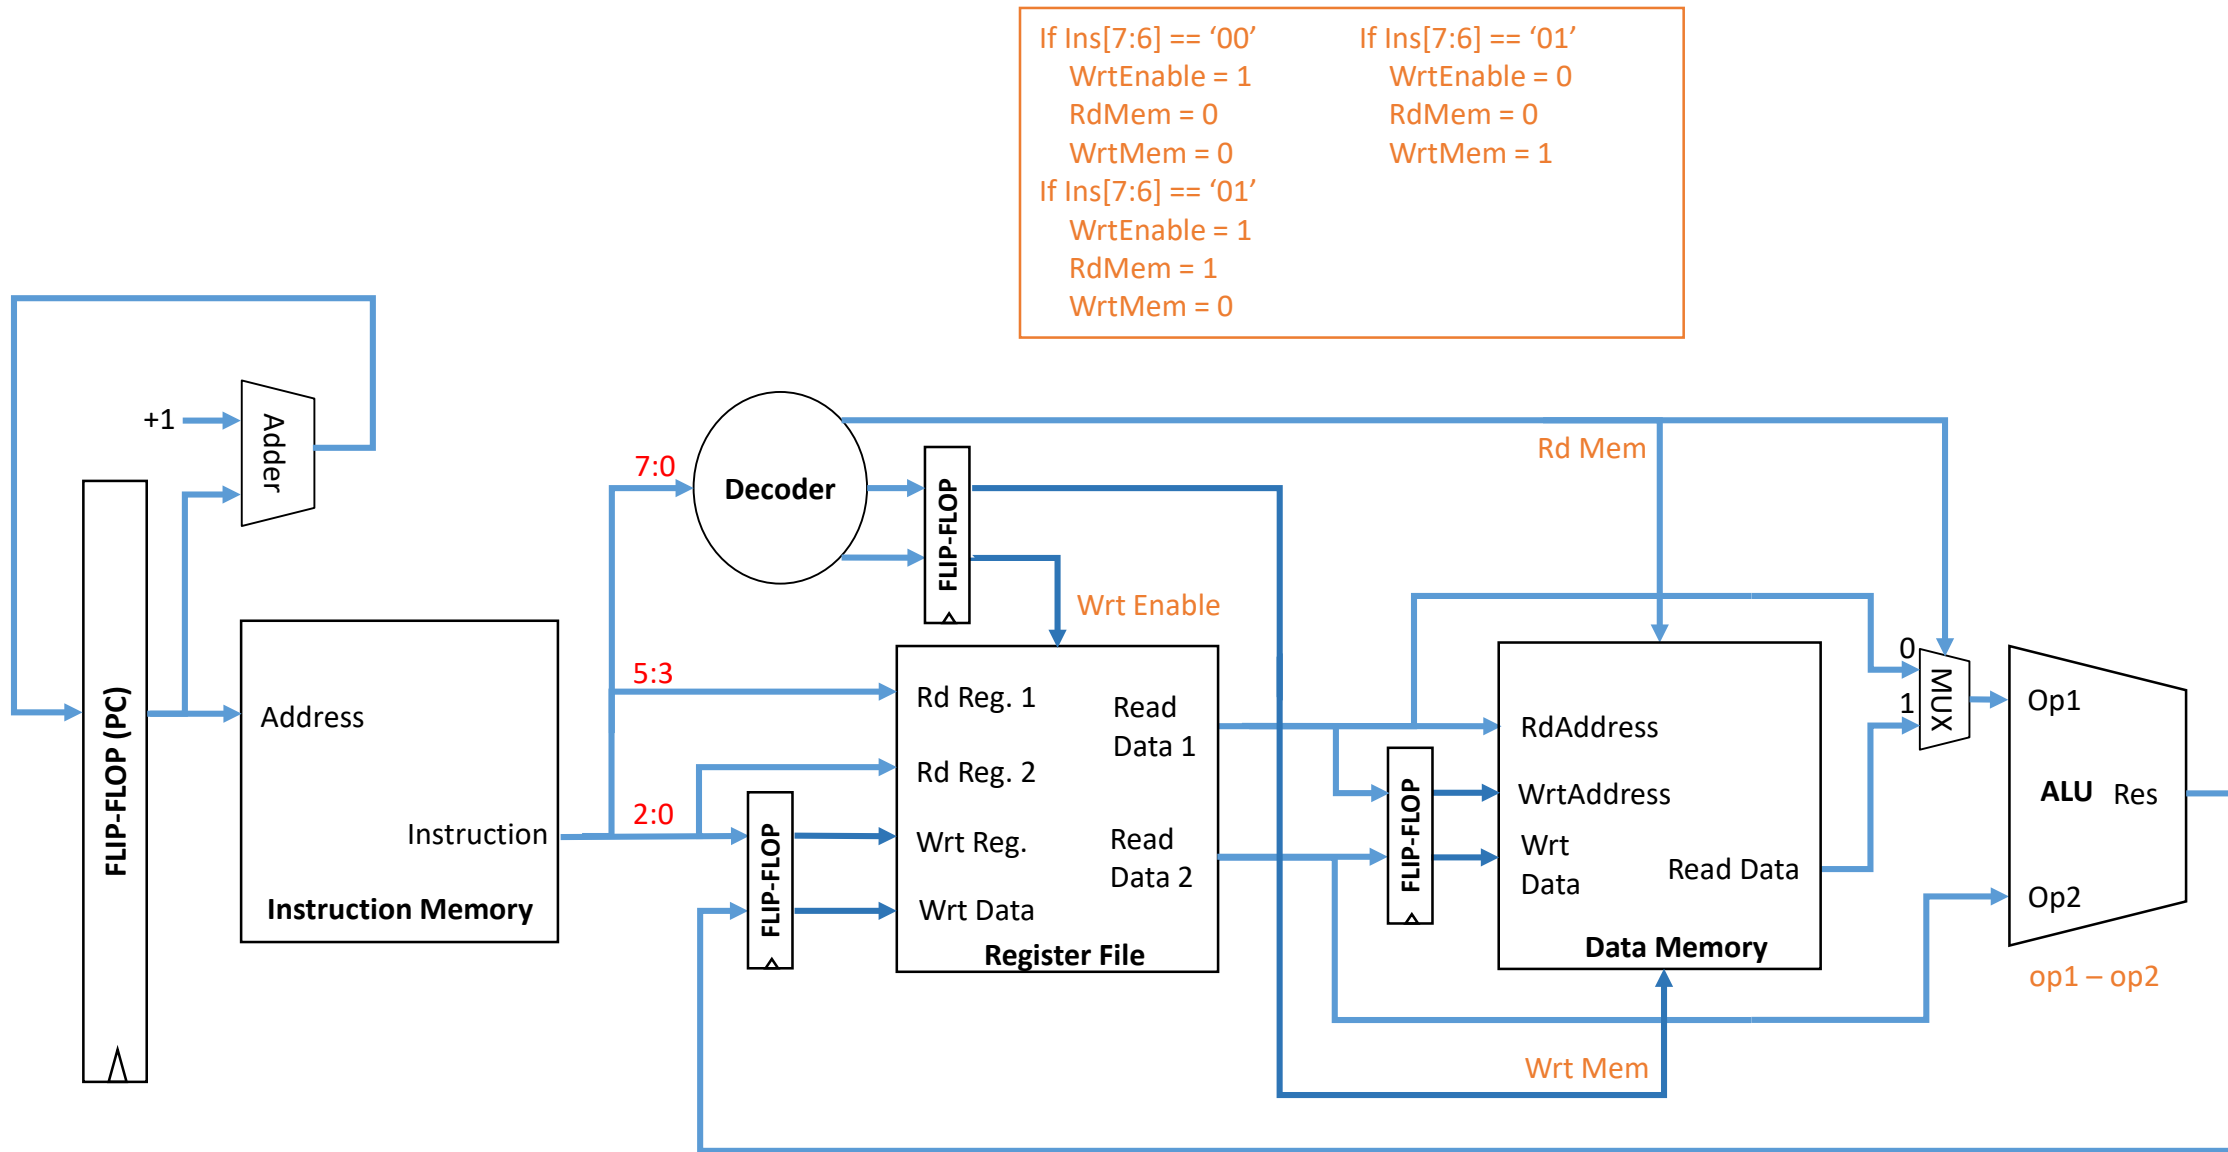 If Ins[7:6] == ‘00’
WrtEnable = 1
RdMem = 0
WrtMem = 0
If Ins[7:6] == ‘01’
WrtEnable = 1
RdMem = 1
WrtMem = 0
If Ins[7:6] == ‘01’
WrtEnable = 0
RdMem = 0
WrtMem = 1
+1
Adder
FLIP-FLOP (PC)
Address
Instruction
Instruction Memory
7:0
5:3
2:0
Decoder
FLIP-FLOP
Wrt Enable
FLIP-FLOP
Rd Reg. 1
Rd Reg. 2
Wrt Reg.
Wrt Data
Read
Data 1
Read
Data 2
Register File
Rd Mem
FLIP-FLOP
RdAddress
WrtAddress
Wrt
Data
Read Data
Data Memory
Wrt Mem
0
1
MUX
Op1
ALU
Res
Op2
op1 – op2